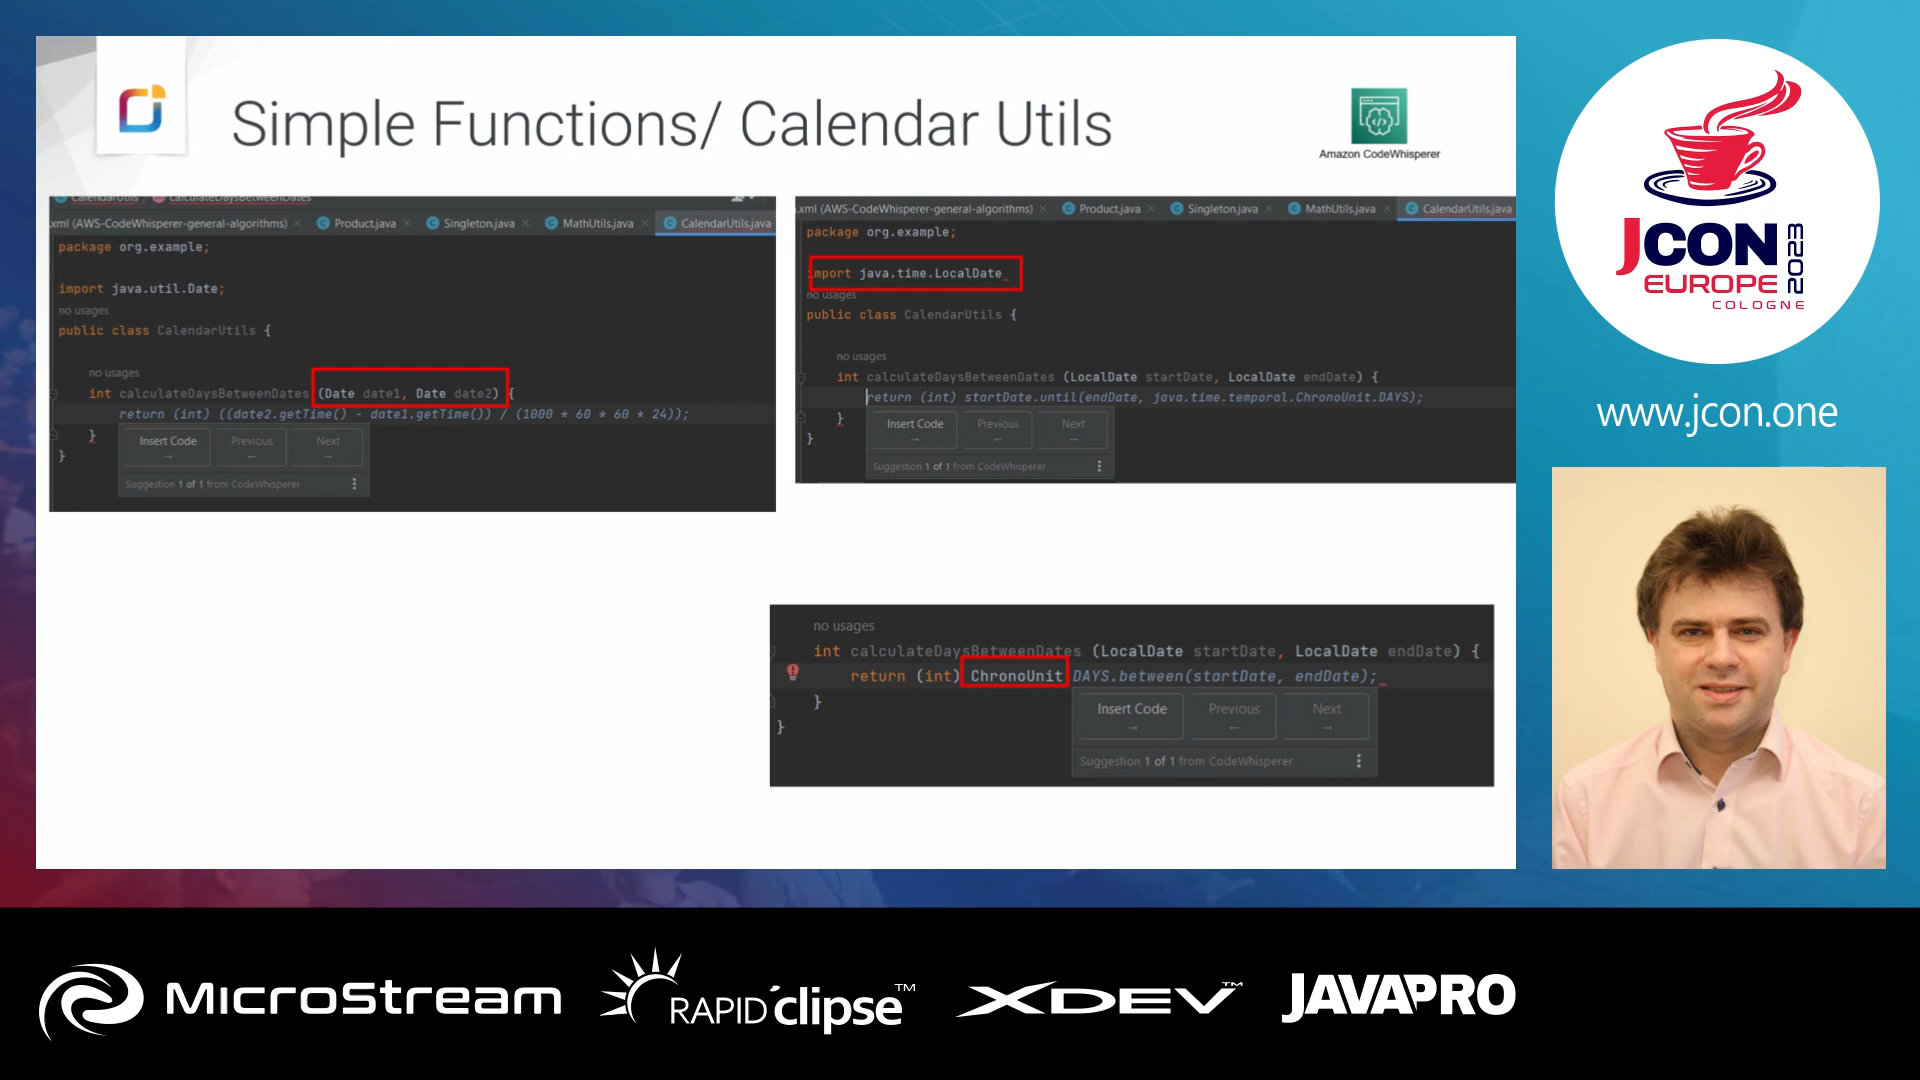 Simple Functions/ Calendar Utils
Amazon CodeWhisperer
CalendarUtils calculateDaysBetweenDates
.xml (AWS-CodeWhisperer-general-algorithms) Product.java Singleton.java MathUtils.java CalendarUtils.java
package org.example;
import java.util.Date;
no usages
public class CalendarUtils {
no usages
int calculateDaysBetweenDates (Date date1, Date date2) {
return (int) ((date2.getTime() - date1.getTime()) / (1000 * 60 * 60 * 24));
}
}
Insert Code Previous Next
Suggestion 1 of 1 from CodeWhisperer
.xml (AWS-CodeWhisperer-general-algorithms) Product.java Singleton.java MathUtils.java CalendarUtils.java
package org.example;
import java.time.LocalDate
no usages
public class CalendarUtils {
no usages
int calculateDaysBetweenDates (LocalDate startDate, LocalDate endDate) {
return (int) startDate.until(endDate, java.time.temporal.ChronoUnit.DAYS);
}
}
Insert Code Previous Next
Suggestion 1 of 1 from CodeWhisperer
no usages
int calculateDaysBetweenDates (LocalDate startDate, LocalDate endDate) {
return (int) ChronoUnit DAYS.between(startDate, endDate);
}
}
Insert Code Previous Next
Suggestion 1 of 1 from CodeWhisperer
JCON 2023
EUROPE
COLOGNE
www.jcon.one
MICROSTREAM
RAPID'clipse™
XDEV™
JAVAPRO